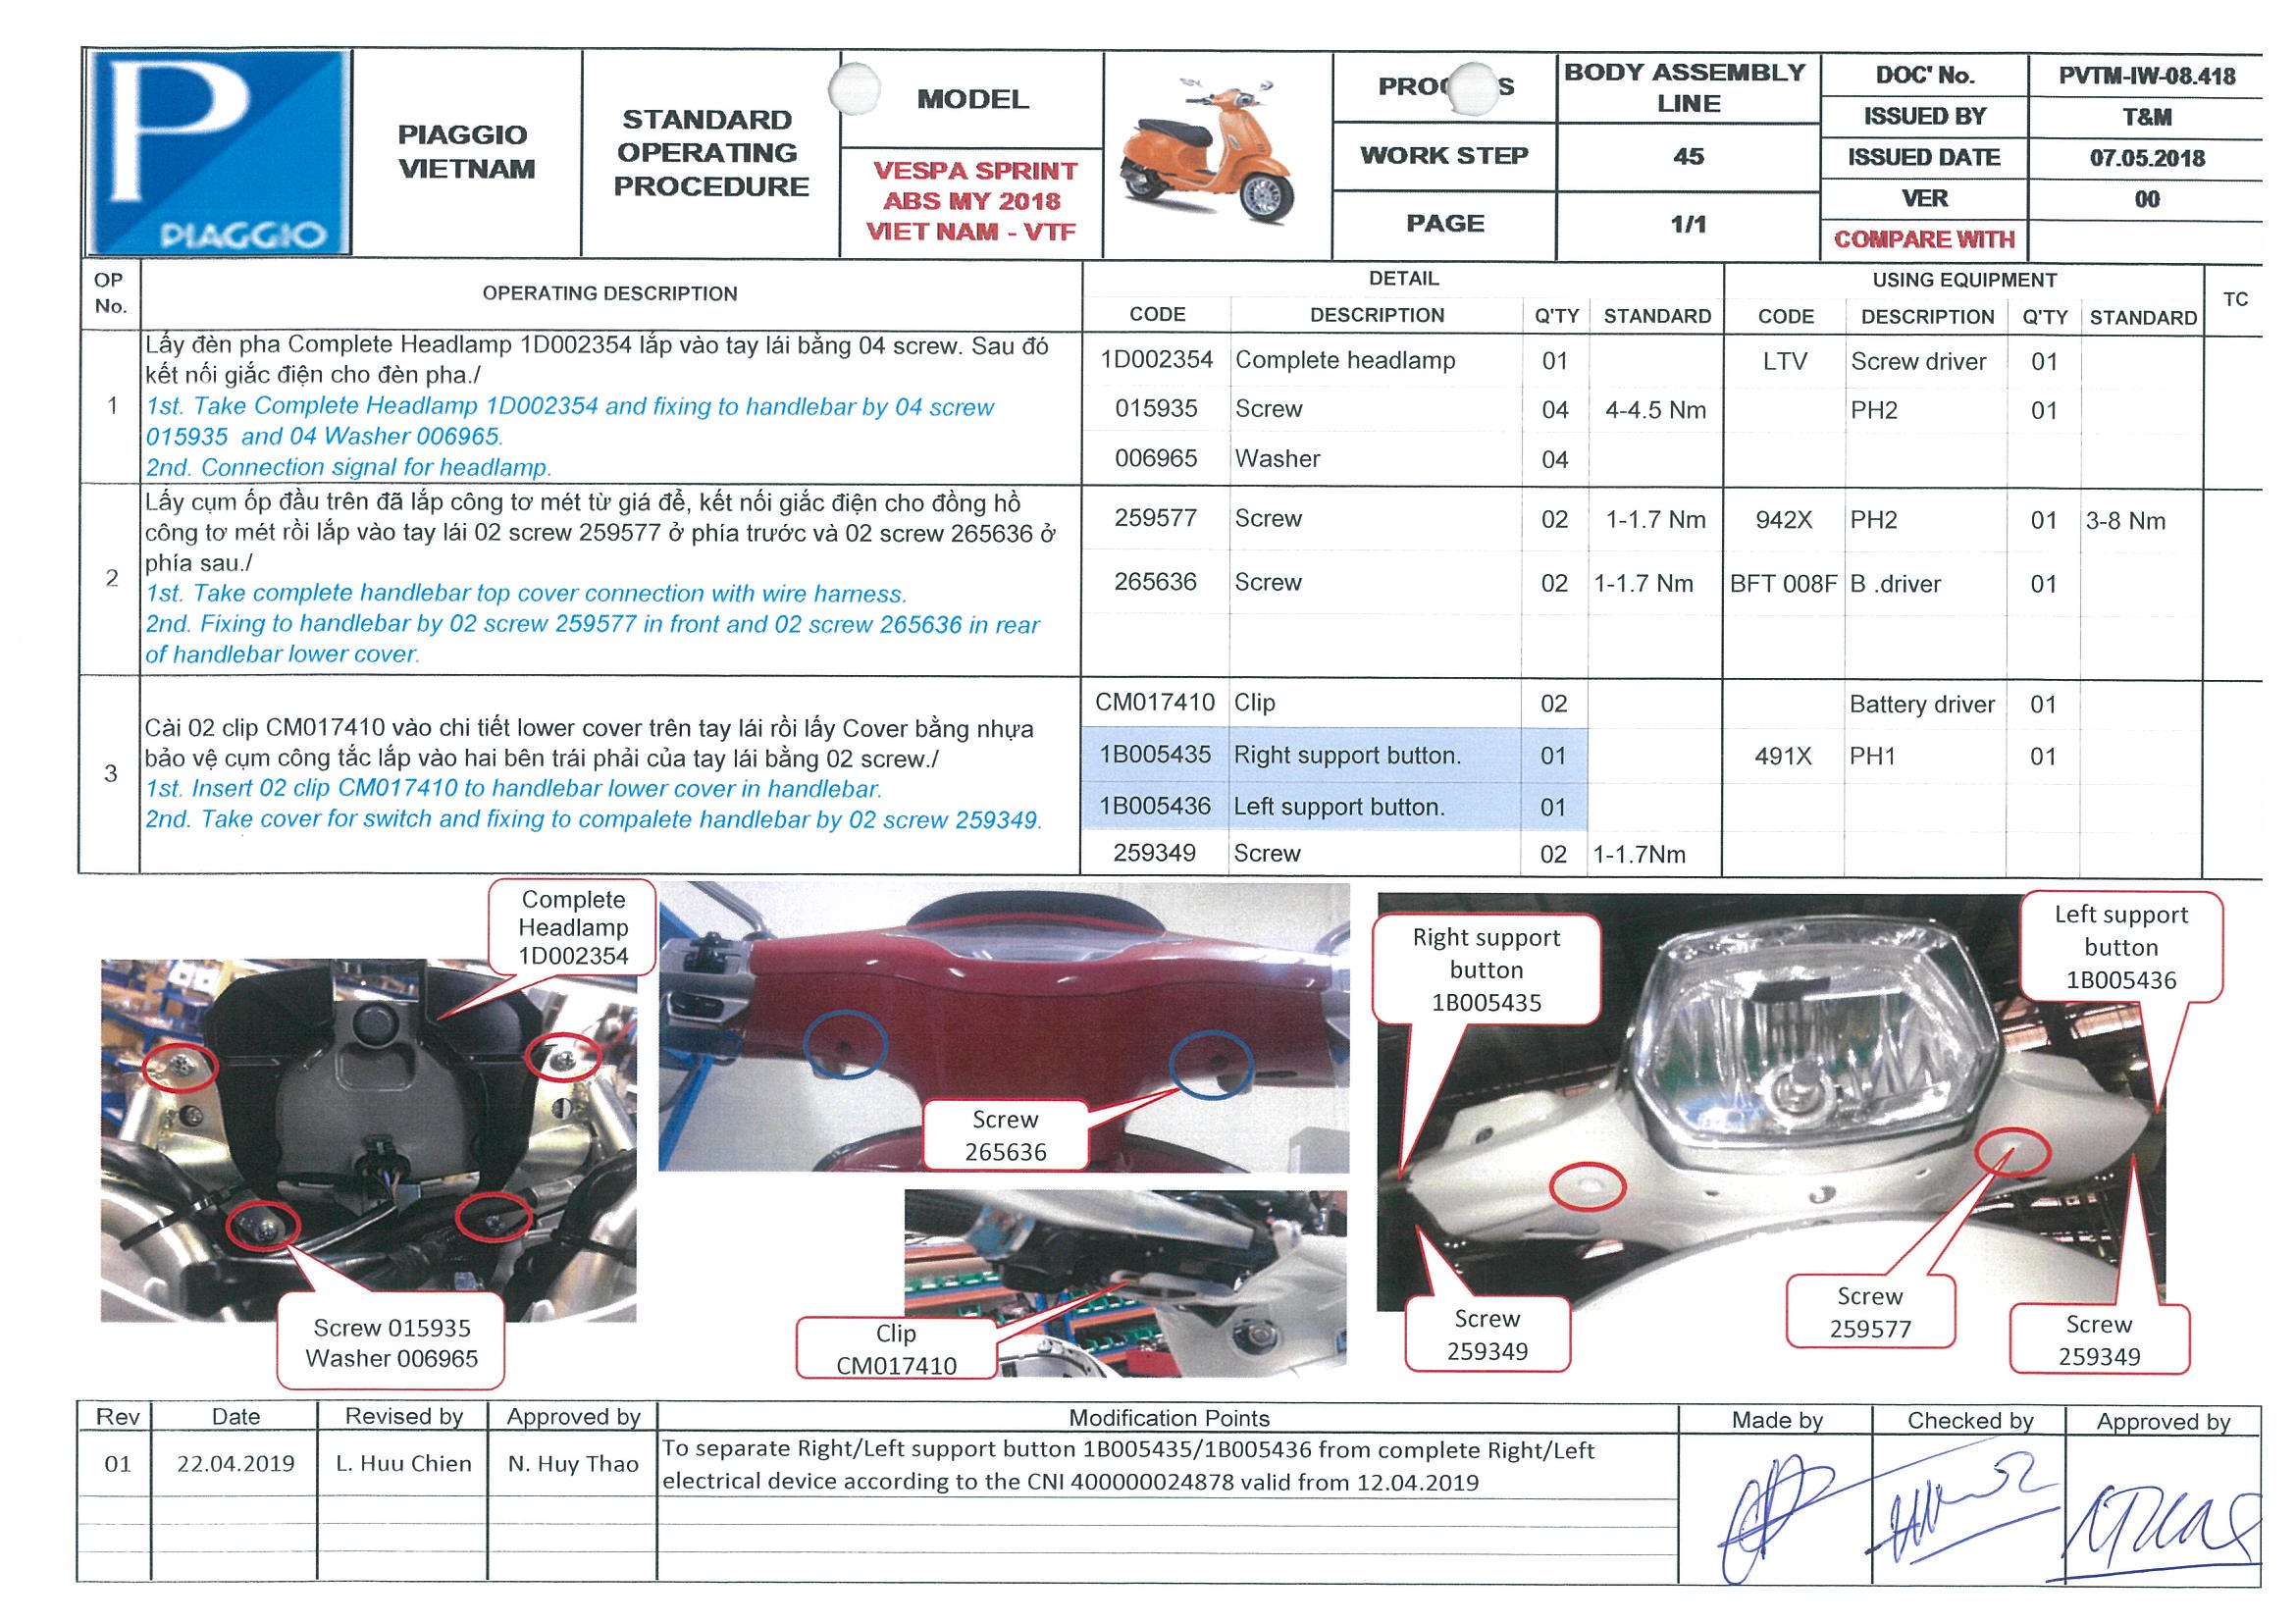 PIAGGIO
PIAGGIO
VIETNAM
STANDARD
OPERATING
PROCEDURE
MODEL
VESPA SPRINT
ABS MY 2018
VIET NAM - VTF
WORK STEP
PAGE
BODY ASSEMBLY
LINE
45
1/1
DOC' No.
PVTM-IW-08.418
ISSUED BY
T&M
ISSUED DATE
07.05.2018
VER
00
COMPARE WITH
OP
No.
OPERATING DESCRIPTION
DETAIL
USING EQUIPMENT
TC
CODE DESCRIPTION Q'TY STANDARD CODE DESCRIPTION Q'TY STANDARD
1
Lấy đèn pha Complete Headlamp 1D002354 lắp vào tay lái bằng 04 screw. Sau đó
kết nối giắc điện cho đèn pha./
1st. Take Complete Headlamp 1D002354 and fixing to handlebar by 04 screw
015935 and 04 Washer 006965.
2nd. Connection signal for headlamp.
1D002354 Complete headlamp 01 LTV Screw driver 01
015935 Screw 04 4-4.5 Nm PH2 01
006965 Washer 04
2
Lấy cụm ốp đầu trên đã lắp công tơ mét từ giá để, kết nối giắc điện cho đồng hồ
công tơ mét rồi lắp vào tay lái 02 screw 259577 ở phía trước và 02 screw 265636 ở
phía sau./
1st. Take complete handlebar top cover connection with wire harness.
2nd. Fixing to handlebar by 02 screw 259577 in front and 02 screw 265636 in rear
of handlebar lower cover.
259577 Screw 02 1-1.7 Nm 942X PH2 01 3-8 Nm
265636 Screw 02 1-1.7 Nm BFT 008F B .driver 01
3
Cài 02 clip CM017410 vào chi tiết lower cover trên tay lái rồi lấy Cover bằng nhựa
bảo vệ cụm công tắc lắp vào hai bên trái phải của tay lái bằng 02 screw./
1st. Insert 02 clip CM017410 to handlebar lower cover in handlebar.
2nd. Take cover for switch and fixing to compalete handlebar by 02 screw 259349.
CM017410 Clip 02 Battery driver 01
1B005435 Right support button. 01 491X PH1 01
1B005436 Left support button. 01
259349 Screw 02 1-1.7Nm
Complete
Headlamp
1D002354
Screw 015935
Washer 006965
Screw
265636
Clip
CM017410
Right support
button
1B005435
Left support
button
1B005436
Screw
259349
Screw
259577
Screw
259349
Rev Date Revised by Approved by Modification Points Made by Checked by Approved by
01 22.04.2019 L. Huu Chien N. Huy Thao
To separate Right/Left support button 1B005435/1B005436 from complete Right/Left
electrical device according to the CNI 400000024878 valid from 12.04.2019